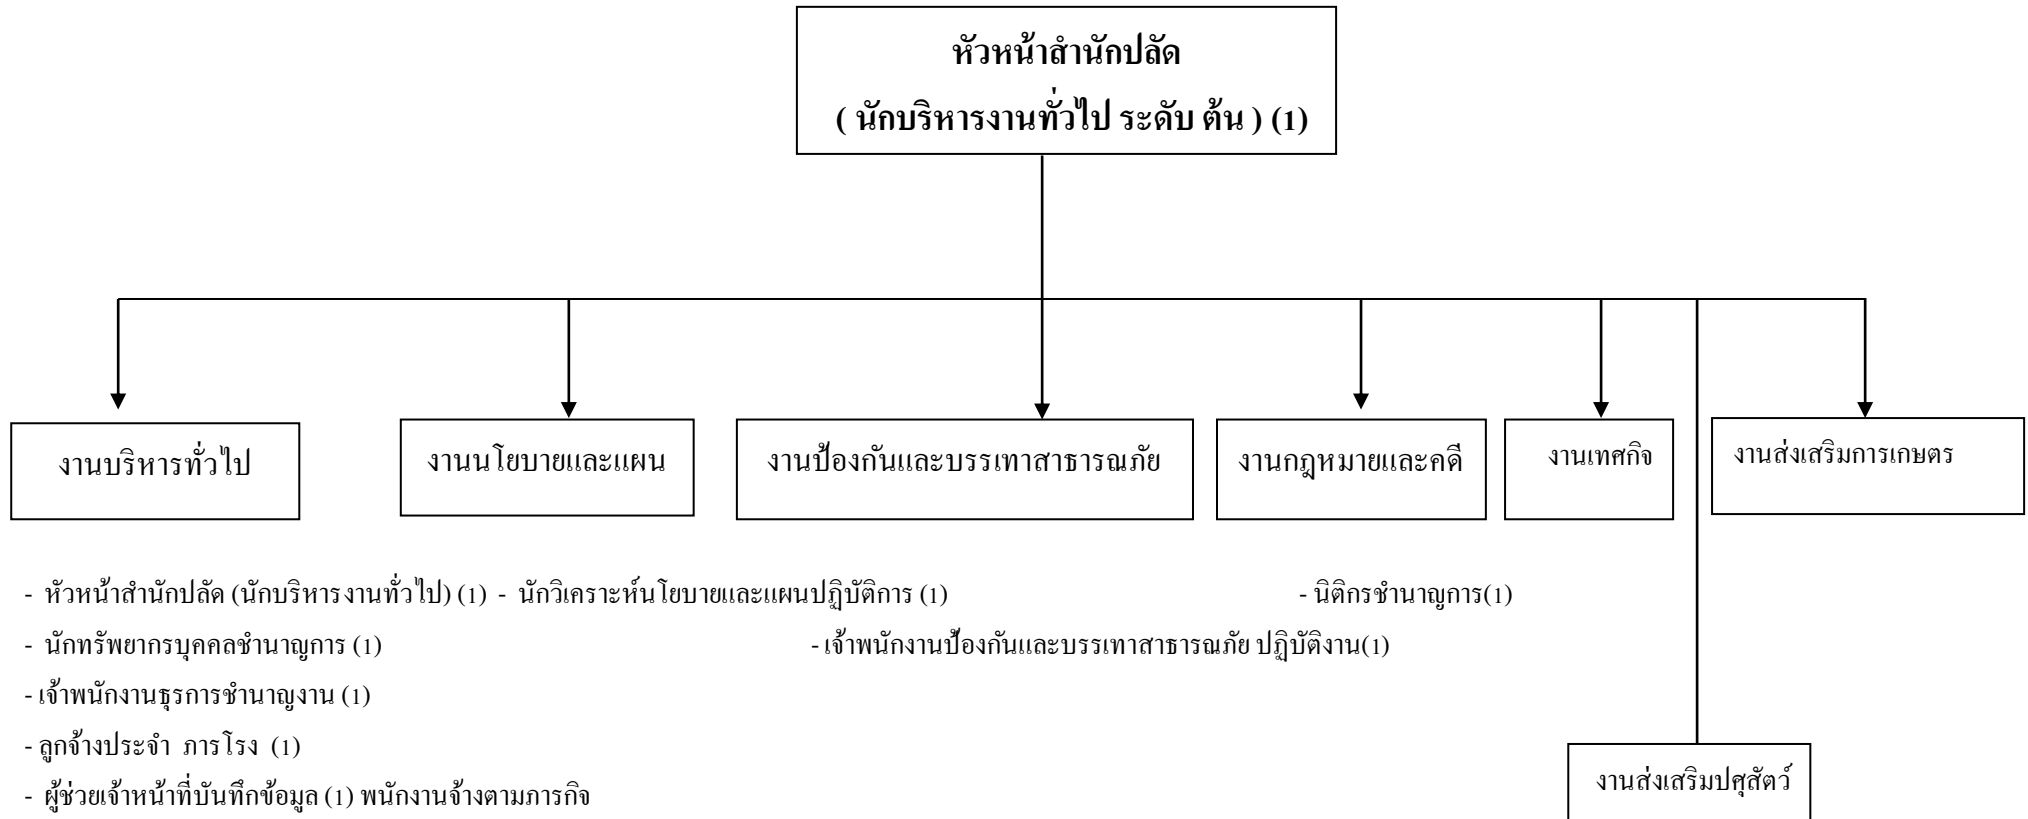 หัวหน้าสำนักปลัด
( นักบริหารงานทั่วไป ระดับ ต้น ) (1)
งานบริหารทั่วไป
งานนโยบายและแผน
งานป้องกันและบรรเทาสาธารณภัย
งานกฎหมายและคดี
งานเทศกิจ
งานส่งเสริมการเกษตร
- หัวหน้าสำนักปลัด (นักบริหารงานทั่วไป) (1) - นักวิเคราะห์นโยบายและแผนปฏิบัติการ (1) - นิติกรชำนาญการ(1)
- นักทรัพยากรบุคคลชำนาญการ (1) - เจ้าพนักงานป้องกันและบรรเทาสาธารณภัย ปฏิบัติงาน(1)
- เจ้าพนักงานธุรการชำนาญงาน (1)
- ลูกจ้างประจำ ภารโรง (1)
- ผู้ช่วยเจ้าหน้าที่บันทึกข้อมูล (1) พนักงานจ้างตามภารกิจ
งานส่งเสริมปศุสัตว์